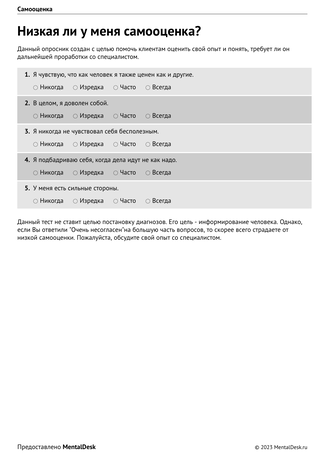 Самооценка
Низкая ли у меня самооценка?
Данный опросник создан с целью помочь клиентам оценить свой опыт и понять, требует ли он
дальнейшей проработки со специалистом.
1. Я чувствую, что как человек я также ценен как и другие.
Никогда Изредка Часто Всегда
2. В целом, я доволен собой.
Никогда Изредка Часто Всегда
3. Я никогда не чувствовал себя бесполезным.
Никогда Изредка Часто Всегда
4. Я подбадриваю себя, когда дела идут не как надо.
Никогда Изредка Часто Всегда
5. У меня есть сильные стороны.
Никогда Изредка Часто Всегда
Данный тест не ставит целью постановку диагнозов. Его цель - информирование человека. Однако,
если Вы ответили "Очень несогласен"на большую часть вопросов, то скорее всего страдаете от
низкой самооценки. Пожалуйста, обсудите свой опыт со специалистом.
Предоставлено MentalDesk
© 2023 MentalDesk.ru